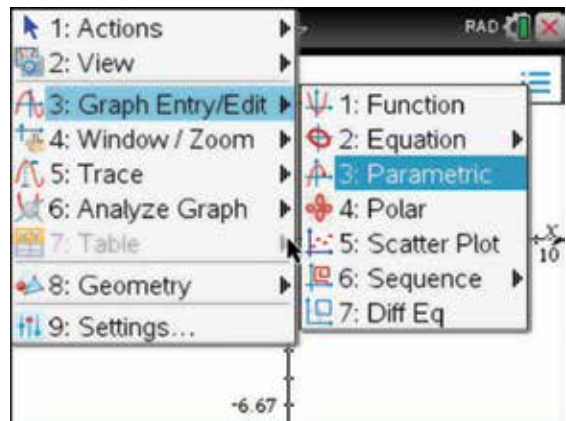 1: Actions
RAD
2: View
3: Graph Entry/Edit
1: Function
4: Window / Zoom
2: Equation
5: Trace
3: Parametric
6: Analyze Graph
4: Polar
7: Table
5: Scatter Plot
x
10
8: Geometry
6: Sequence
9: Settings...
7: Diff Eq
-6.67